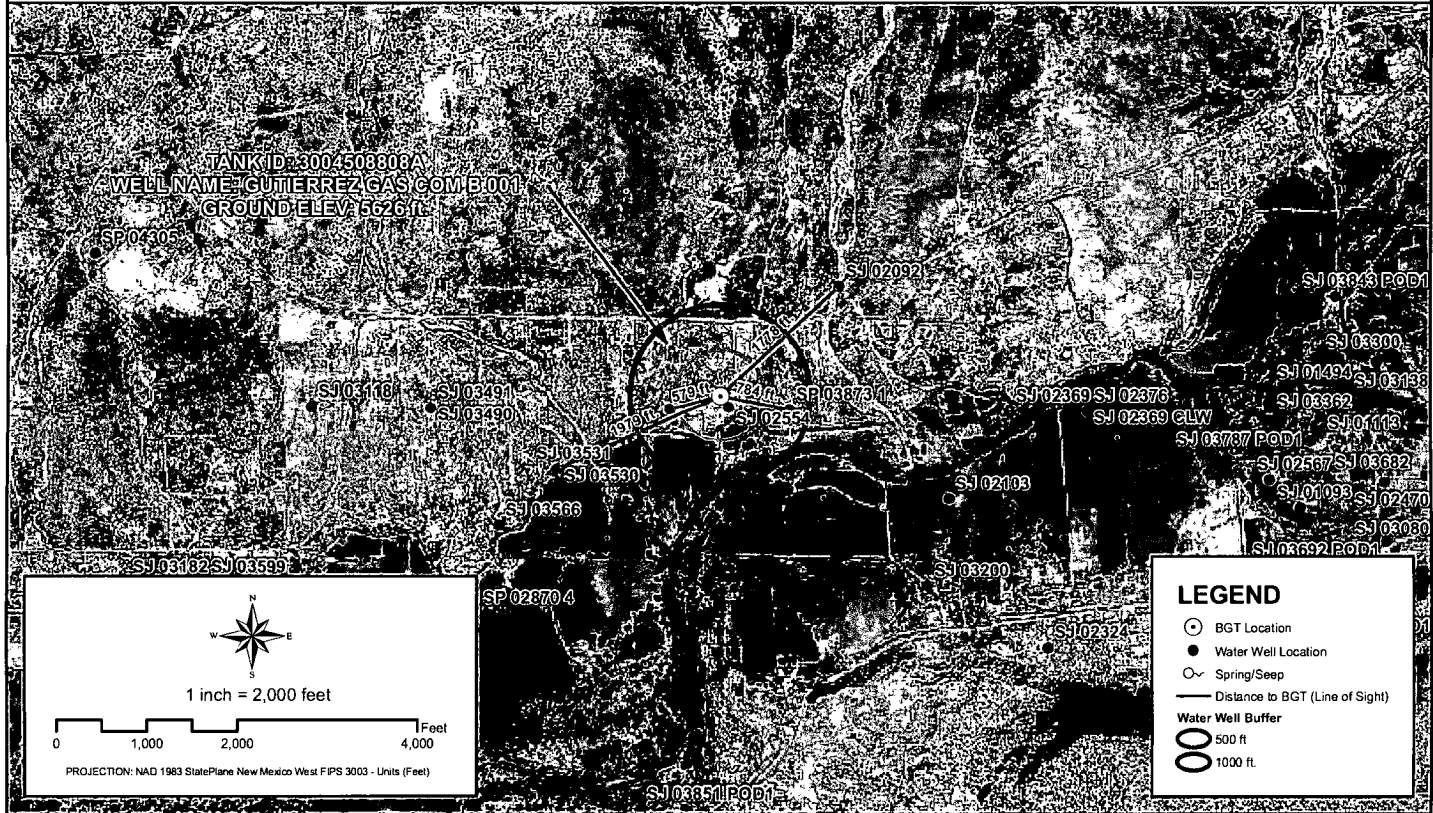 TANK ID: 3004508808A
WELL NAME: GUTIERREZ GAS COM B 001
GROUND ELEV: 5626 ft.
SP 04305
SJ 02092
SJ 03843 POD1
SJ 03300
SJ 01494
SJ 03138
SJ 03118
SJ 03491
SJ 03490
570 ft.
SP 03873 1
SJ 02369
SJ 02376
SJ 03362
1970 ft.
SJ 02554
SJ 02369 CLW
SJ 01113
SJ 03787 POD1
SJ 03531
SJ 03530
SJ 02567
SJ 03682
SJ 02103
SJ 01093
SJ 02470
SJ 03566
SJ 03080
SJ 03692 POD1
SJ 03182
SJ 03599
SJ 03200
SP 02870 4
SJ 02324
SJ 03851 POD1
N
W
E
S
1 inch = 2,000 feet
Feet
0 1,000 2,000 4,000
PROJECTION: NAD 1983 StatePlane New Mexico West FIPS 3003 - Units (Feet)
LEGEND
BGT Location
Water Well Location
Spring/Seep
Distance to BGT (Line of Sight)
Water Well Buffer
500 ft
1000 ft.